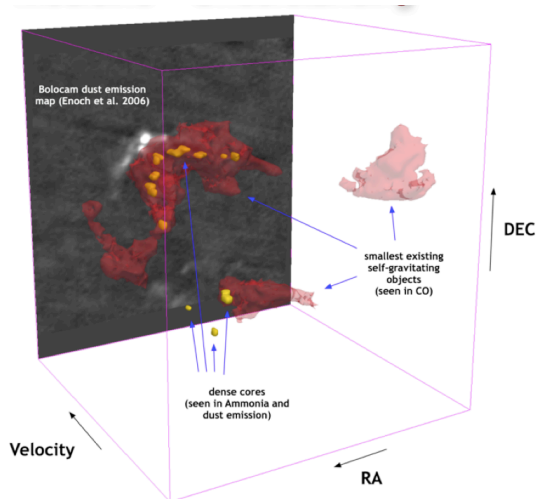 Bolocam dust emission
map (Enoch et al. 2006)
DEC
smallest existing
self-gravitating
objects
(seen in CO)
dense cores
(seen in Ammonia and
dust emission)
Velocity
RA